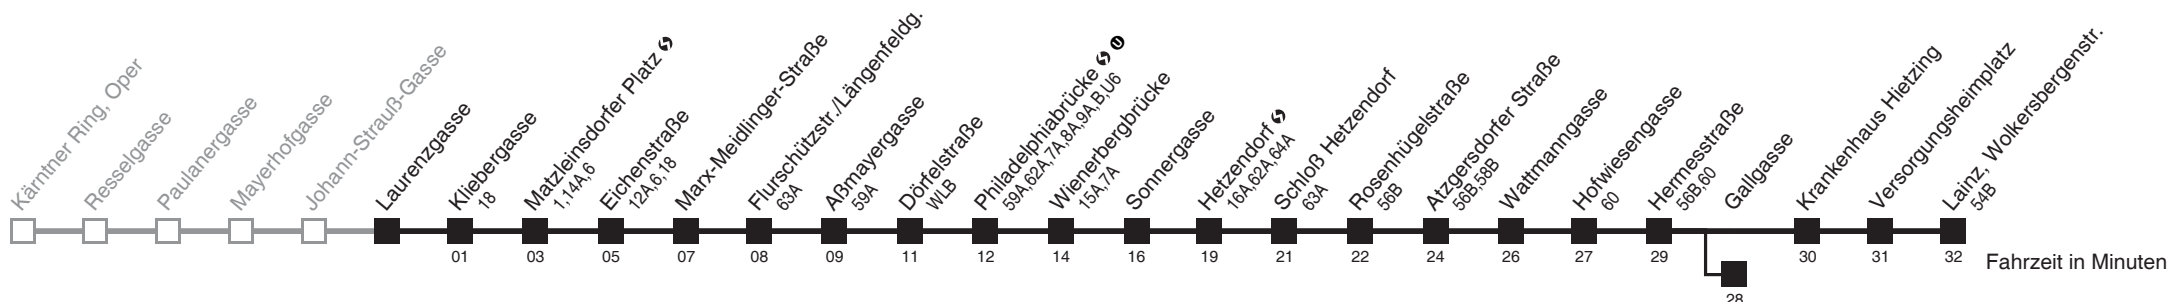 Kärntner Ring, Oper
Resselgasse
Paulanergasse
Mayerhofgasse
Johann-Strauß-Gasse
Laurenzgasse
Kliebergasse
18
Matzleinsdorfer Platz
1,14A,6
Eichenstraße
12A,6,18
Marx-Meidlinger-Straße
Flurschützstr./Längenfeldg.
63A
Aßmayergasse
59A
Dörfelstraße
WLB
Philadelphiabrücke U
59A,62A,7A,8A,9A,B,U6
Wienerbergbrücke
15A,7A
Sonnergasse
Hetzendorf
16A,62A,64A
Schloß Hetzendorf
63A
Rosenhügelstraße
56B
Atzgersdorfer Straße
56B,58B
Wattmanngasse
Hofwiesengasse
60
Hermesstraße
56B,60
Gallgasse
Krankenhaus Hietzing
Versorgungsheimplatz
Lainz, Wolkersbergenstr.
54B
01 03 05 07 08 09 11 12 14 16 19 21 22 24 26 27 29 30 31 32 Fahrzeit in Minuten
28